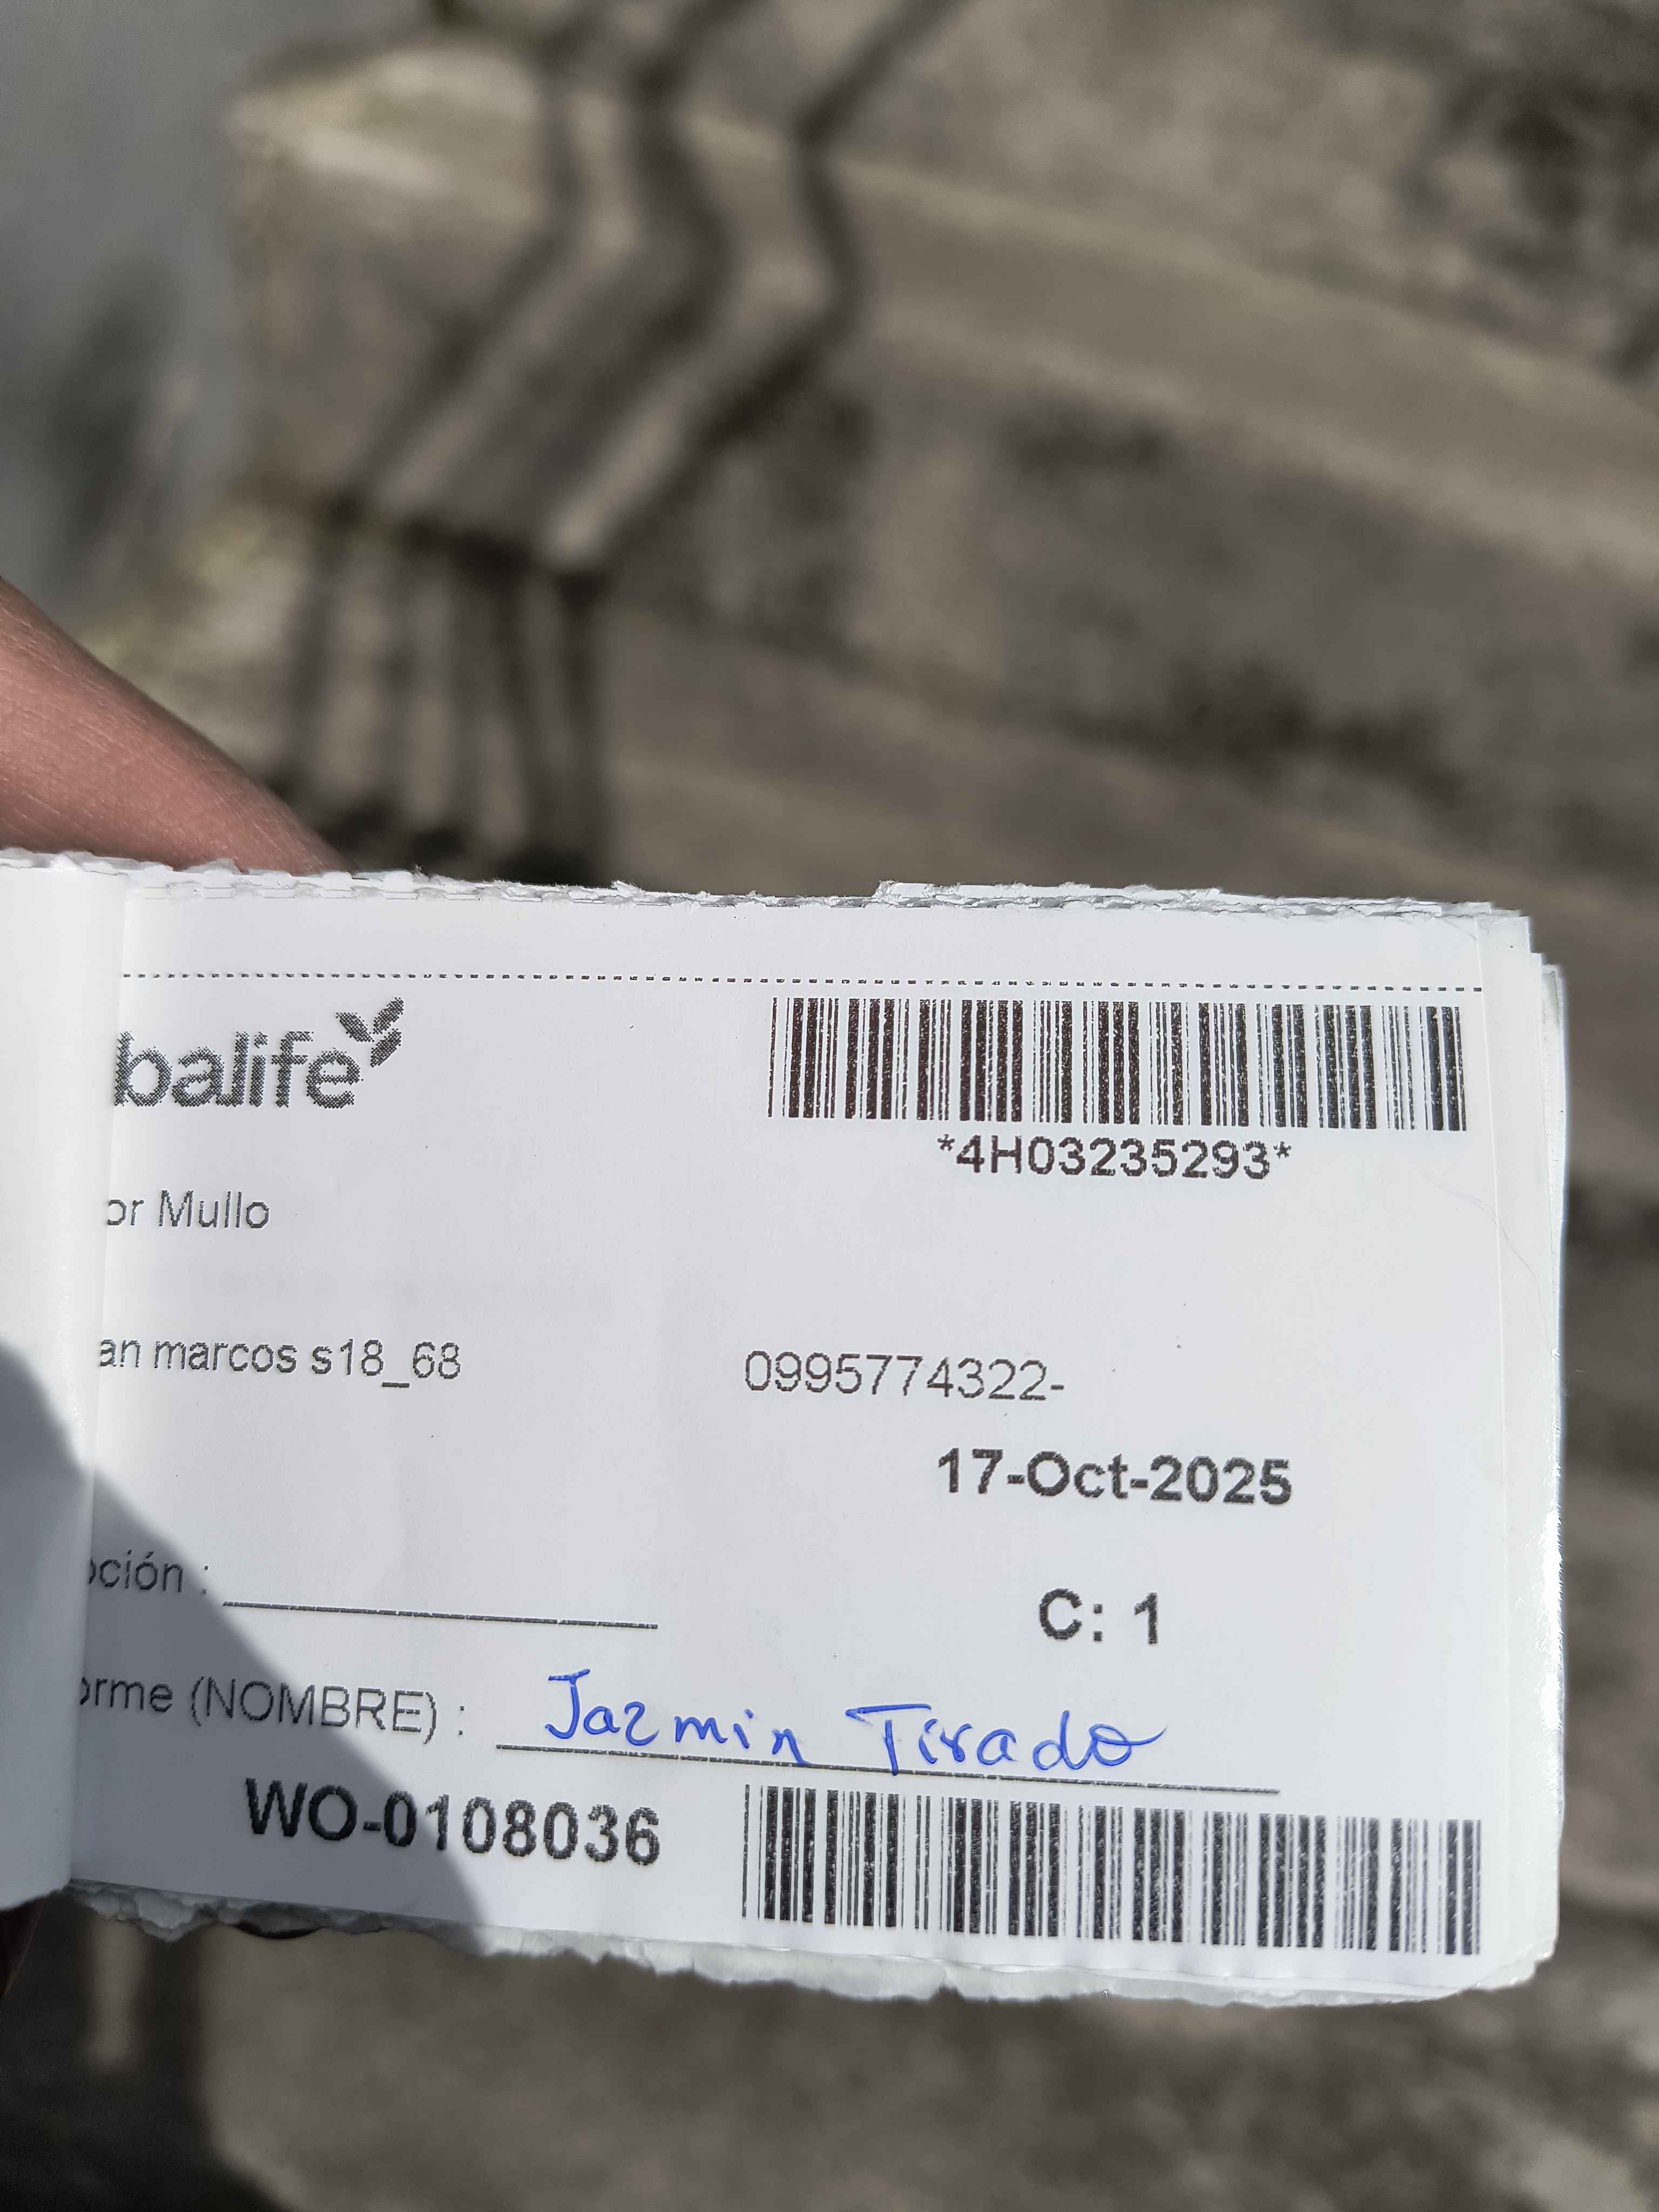 balife
*4H03235293*
or Mullo
an marcos s18_68
0995774322-
17-Oct-2025
pción :
C: 1
orme (NOMBRE) : Jazmin Tirado
WO-0108036